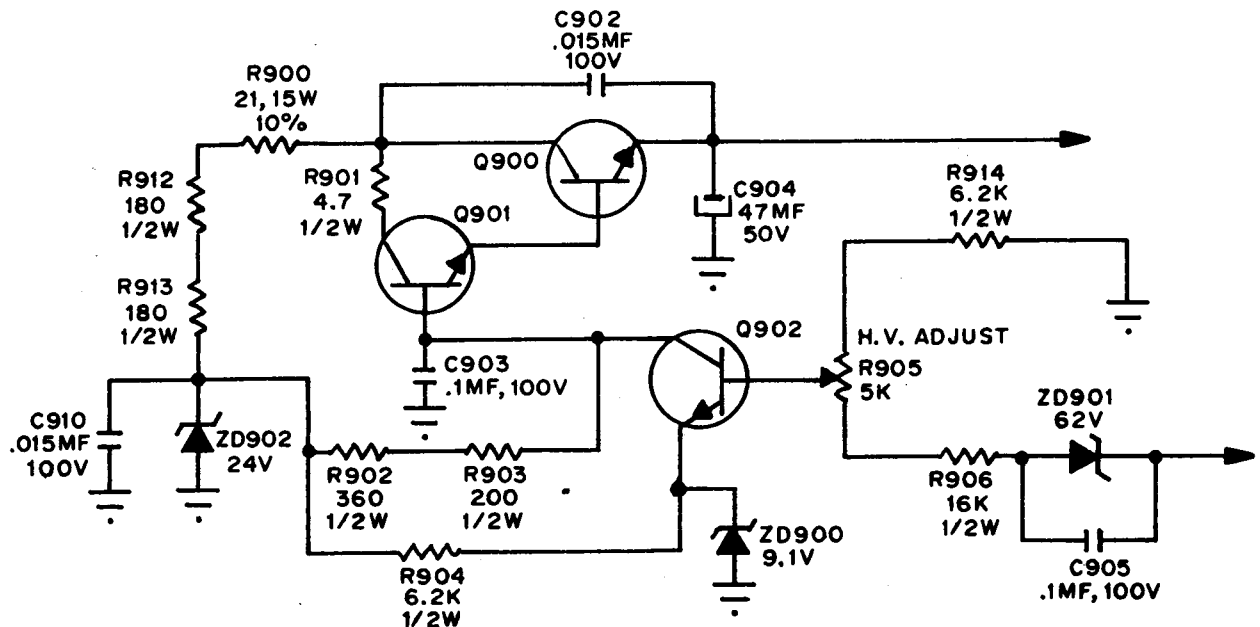 C902
.015MF
100V
R900
21,15W
10%
R912
180
1/2W
R901
4.7
1/2W
Q900
Q901
C904
47MF
50V
R914
6.2K
1/2W
R913
180
1/2W
Q902
H.V. ADJUST
R905
5K
C903
.1MF, 100V
ZD901
62V
C910
.015MF
100V
ZD902
24V
R902
360
1/2W
R903
200
1/2W
R906
16K
1/2W
ZD900
9.1V
C905
.1MF, 100V
R904
6.2K
1/2W